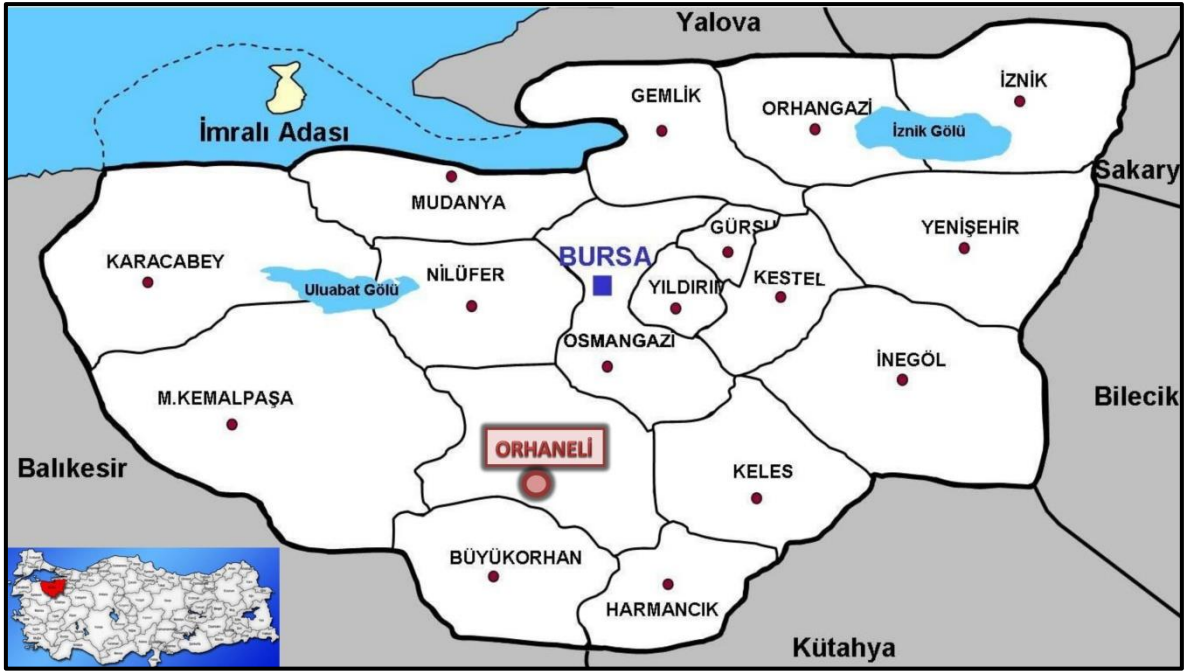 Yalova
GEMLİK
ORHANGAZİ
İZNİK
İznik Gölü
İmralı Adası
Sakary
MUDANYA
GÜRSU
YENİŞEHİR
KARACABEY
BURSA
NİLÜFER
Uluabat Gölü
YILDIRIM
KESTEL
OSMANGAZİ
İNEGÖL
M.KEMALPAŞA
Bilecik
ORHANELİ
Balıkesir
KELES
BÜYÜKORHAN
HARMANCIK
Kütahya